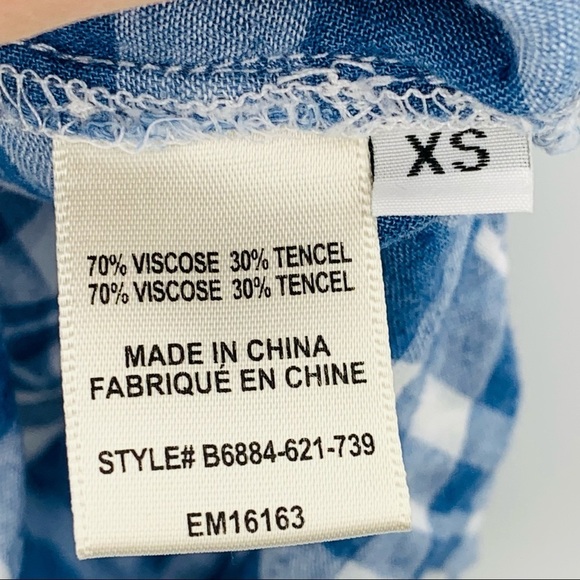 XS
70% VISCOSE 30% TENCEL
70% VISCOSE 30% TENCEL
MADE IN CHINA
FABRIQUÉ EN CHINE
STYLE# B6884-621-739
EM16163